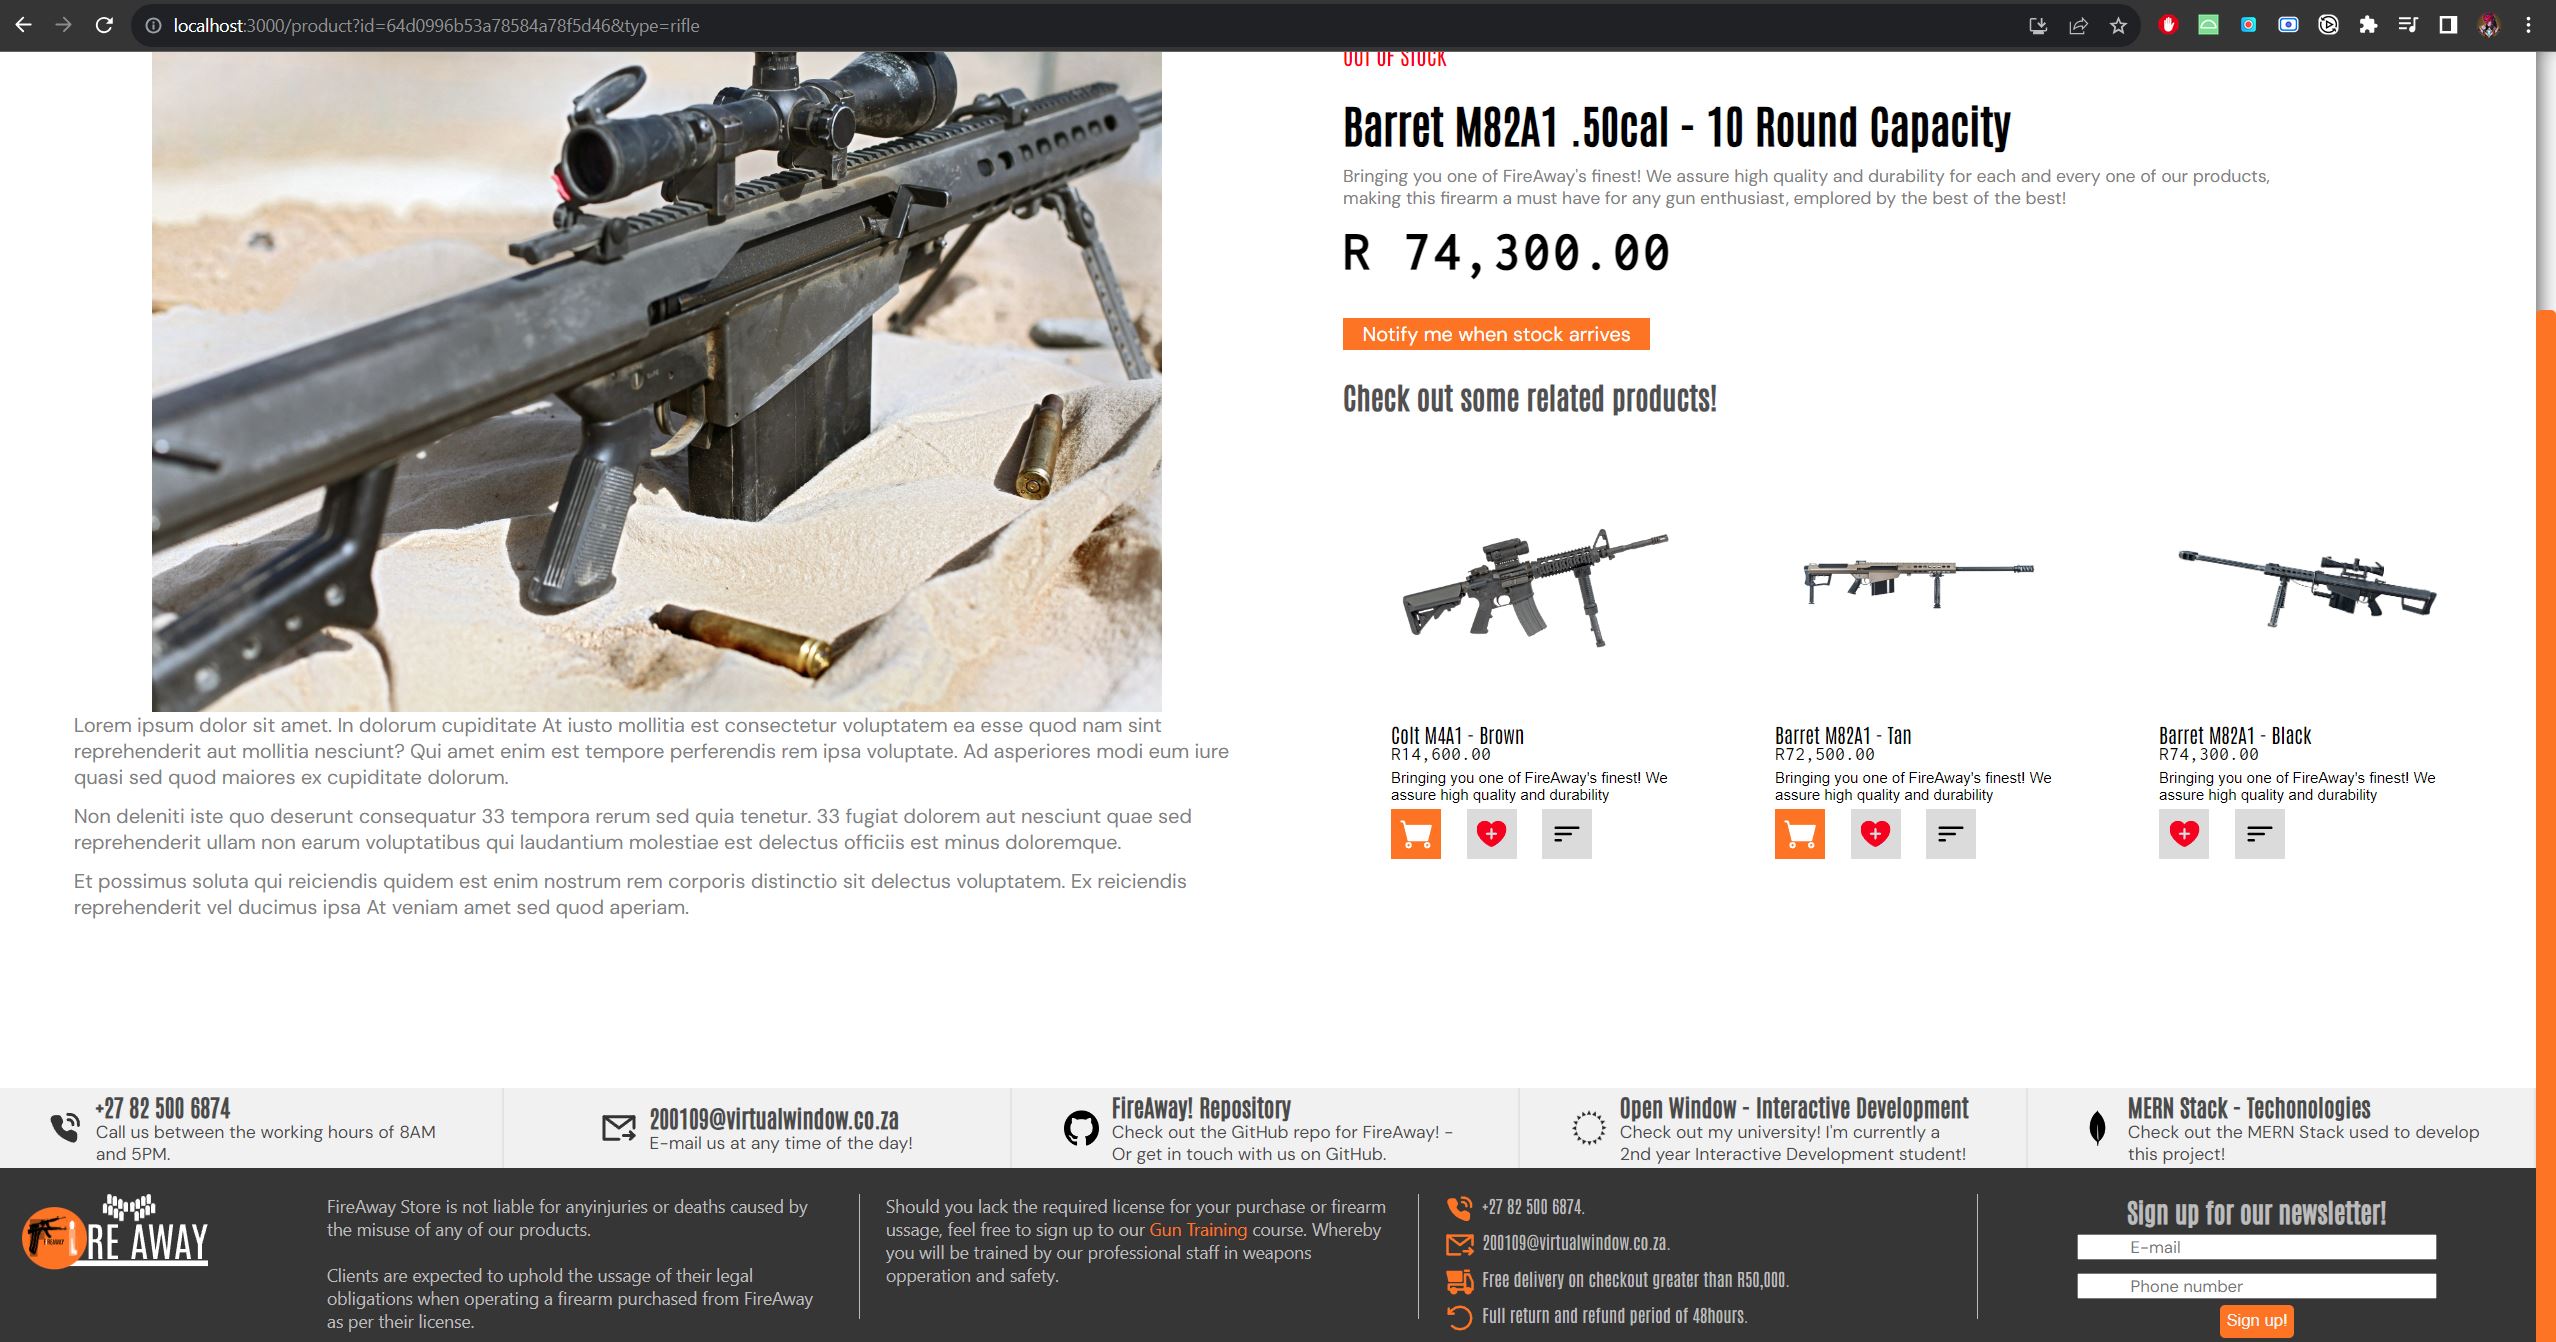 localhost:3000/product?id=64d0996b53a78584a78f5d46&type=rifle
OUT OF STOCK
Barret M82A1 .50cal - 10 Round Capacity
Bringing you one of FireAway's finest! We assure high quality and durability for each and every one of our products,
making this firearm a must have for any gun enthusiast, emplored by the best of the best!
R 74,300.00
Notify me when stock arrives
Check out some related products!
Lorem ipsum dolor sit amet. In dolorum cupiditate At iusto mollitia est consectetur voluptatem ea esse quod nam sint
reprehenderit aut mollitia nesciunt? Qui amet enim est tempore perferendis rem ipsa voluptate. Ad asperiores modi eum iure
quasi sed quod maiores ex cupiditate dolorum.
Non deleniti iste quo deserunt consequatur 33 tempora rerum sed quia tenetur. 33 fugiat dolorem aut nesciunt quae sed
reprehenderit ullam non earum voluptatibus qui laudantium molestiae est delectus officiis est minus doloremque.
Et possimus soluta qui reiciendis quidem est enim nostrum rem corporis distinctio sit delectus voluptatem. Ex reiciendis
reprehenderit vel ducimus ipsa At veniam amet sed quod aperiam.
Colt M4A1 - Brown
R14,600.00
Bringing you one of FireAway's finest! We
assure high quality and durability
Barret M82A1 - Tan
R72,500.00
Bringing you one of FireAway's finest! We
assure high quality and durability
Barret M82A1 - Black
R74,300.00
Bringing you one of FireAway's finest! We
assure high quality and durability
+27 82 500 6874
Call us between the working hours of 8AM
and 5PM.
200109@virtualwindow.co.za
E-mail us at any time of the day!
FireAway! Repository
Check out the GitHub repo for FireAway! -
Or get in touch with us on GitHub.
Open Window - Interactive Development
Check out my university! I'm currently a
2nd year Interactive Development student!
MERN Stack - Techonologies
Check out the MERN Stack used to develop
this project!
FIREAWAY
iRE AWAY
FireAway Store is not liable for anyinjuries or deaths caused by
the misuse of any of our products.
Clients are expected to uphold the ussage of their legal
obligations when operating a firearm purchased from FireAway
as per their license.
Should you lack the required license for your purchase or firearm
ussage, feel free to sign up to our Gun Training course. Whereby
you will be trained by our professional staff in weapons
opperation and safety.
+27 82 500 6874.
200109@virtualwindow.co.za.
Free delivery on checkout greater than R50,000.
Full return and refund period of 48hours.
Sign up for our newsletter!
E-mail
Phone number
Sign up!